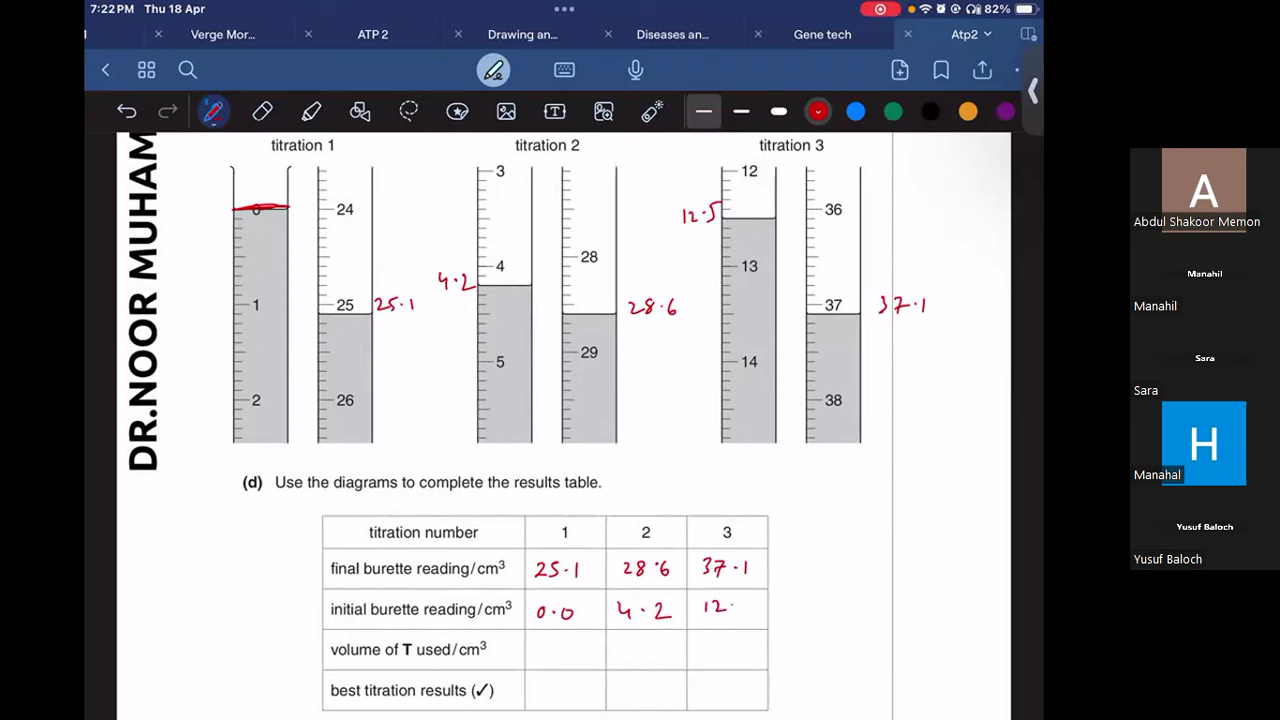 7:22 PM Thu 18 Apr
82%
Verge Mor...
ATP 2
Drawing an...
Diseases an...
Gene tech
Atp2
DR.NOOR MUHAM
titration 1
titration 2
titration 3
0
1
2
24
25
26
25.1
3
4
5
4.2
28
29
28.6
12
13
14
12.5
36
37
38
37.1
(d) Use the diagrams to complete the results table.
titration number 1 2 3
final burette reading/cm³ 25.1 28.6 37.1
initial burette reading/cm³ 0.0 4.2 12.
volume of T used/cm³
best titration results (✓)
A
Abdul Shakoor Memon
Manahil
Manahil
Sara
Sara
H
Manahal
Yusuf Baloch
Yusuf Baloch